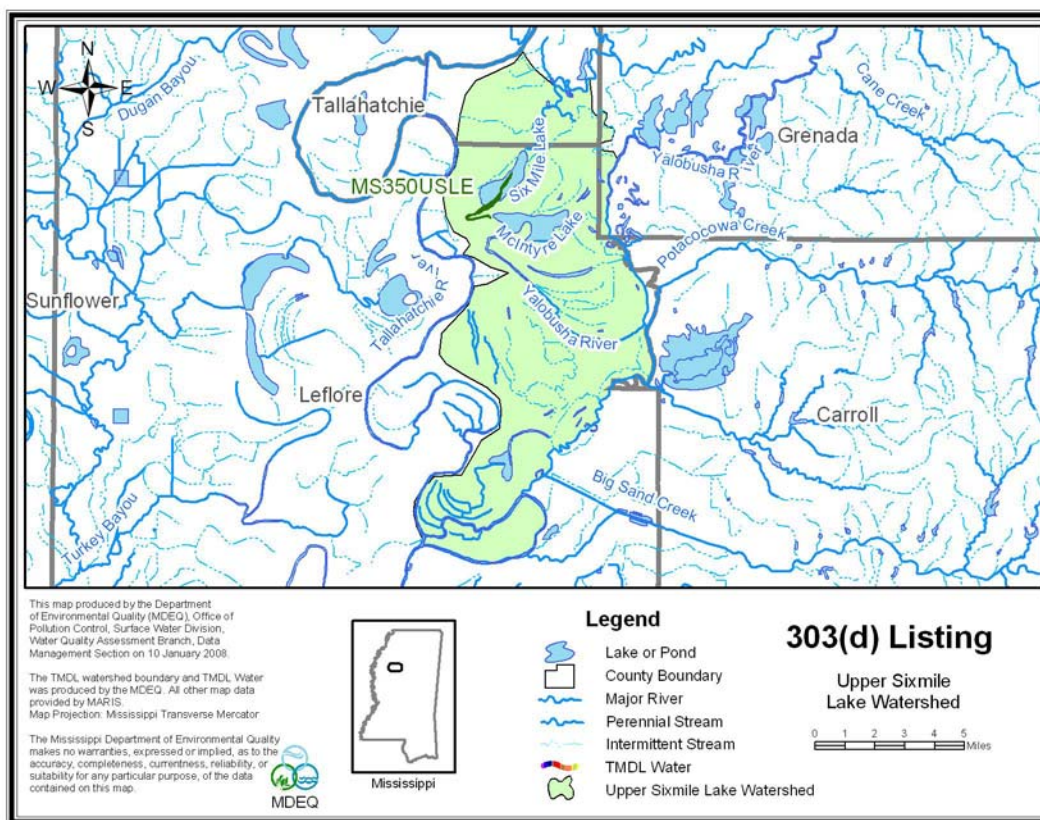 N
W E
S
Dugan Bayou
Tallahatchie
Cane Creek
Grenada
Yalobusha River
Six Mile Lake
MS350USLE
McIntyre Lake
Potacocowa Creek
Sunflower
Tallahatchie River
Yalobusha River
Leflore
Carroll
Big Sand Creek
Turkey Bayou
This map produced by the Department
of Environmental Quality (MDEQ), Office of
Pollution Control, Surface Water Division,
Water Quality Assessment Branch, Data
Management Section on 10 January 2008.
The TMDL watershed boundary and TMDL Water
was produced by the MDEQ. All other map data
provided by MARIS.
Map Projection: Mississippi Transverse Mercator
The Mississippi Department of Environmental Quality
makes no warranties, expressed or implied, as to the
accuracy, completeness, currentness, reliability, or
suitability for any particular purpose, of the data
contained on this map.
MDEQ
Mississippi
Legend
Lake or Pond
County Boundary
Major River
Perennial Stream
Intermittent Stream
TMDL Water
Upper Sixmile Lake Watershed
303(d) Listing
Upper Sixmile
Lake Watershed
0 1 2 3 4 5
Miles